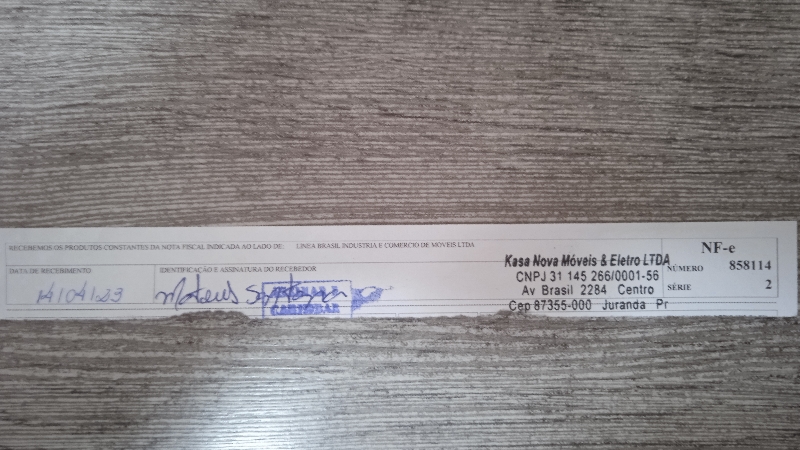 RECEBEMOS OS PRODUTOS CONSTANTES DA NOTA FISCAL INDICADA AO LADO DE: LINEA BRASIL INDUSTRIA E COMERCIO DE MOVEIS LTDA
DATA DE RECEBIMENTO
14/04/23
IDENTIFICAÇÃO E ASSINATURA DO RECEBEDOR
Mateus
CARIMBAR
Kasa Nova Móveis & Eletro LTDA
CNPJ 31 145 266/0001-56
Av Brasil 2284 Centro
Cep 87355-000 Juranda Pr
NF-e
NÚMERO 858114
SÉRIE 2